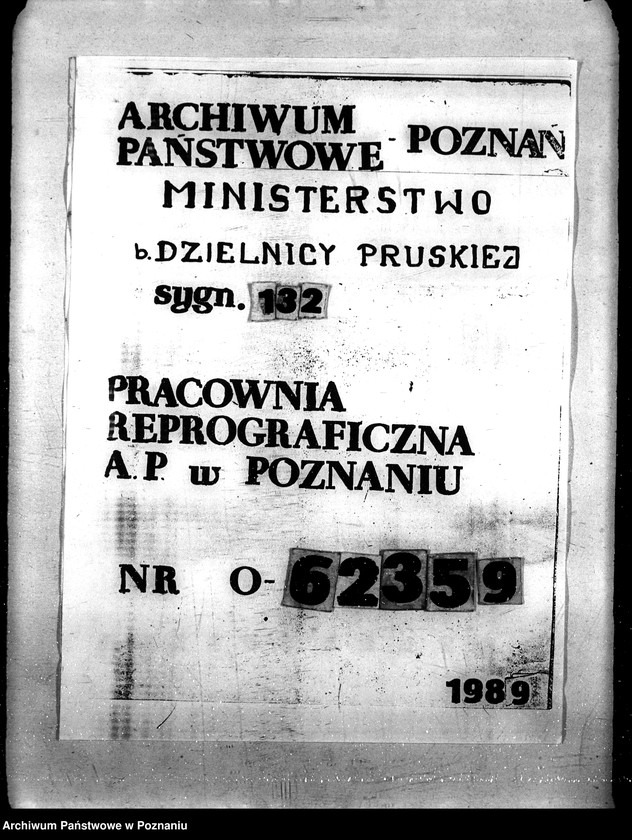 ARCHIWUM
PAŃSTWOWE - POZNAŃ
MINISTERSTWO
b. DZIELNICY PRUSKIEJ
sygn. 132
PRACOWNIA
REPROGRAFICZNA
A.P. w POZNANIU
NR O-62359
1989
Archiwum Państwowe w Poznaniu